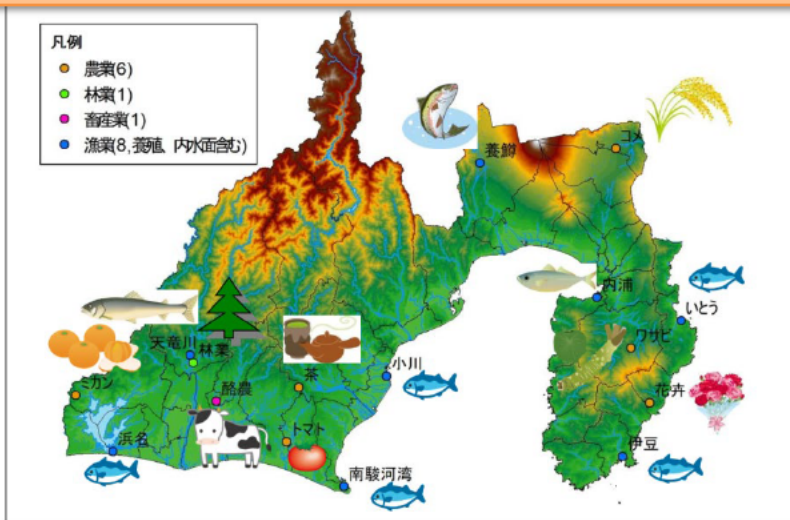 凡例
農業(6)
林業(1)
畜産業(1)
漁業(8,養殖、内水面含む)
コメ
養鱒
内浦
いとう
天竜川
林業
ワサビ
小川
茶
ミカン
酪農
花卉
トマト
浜名
伊豆
南駿河湾